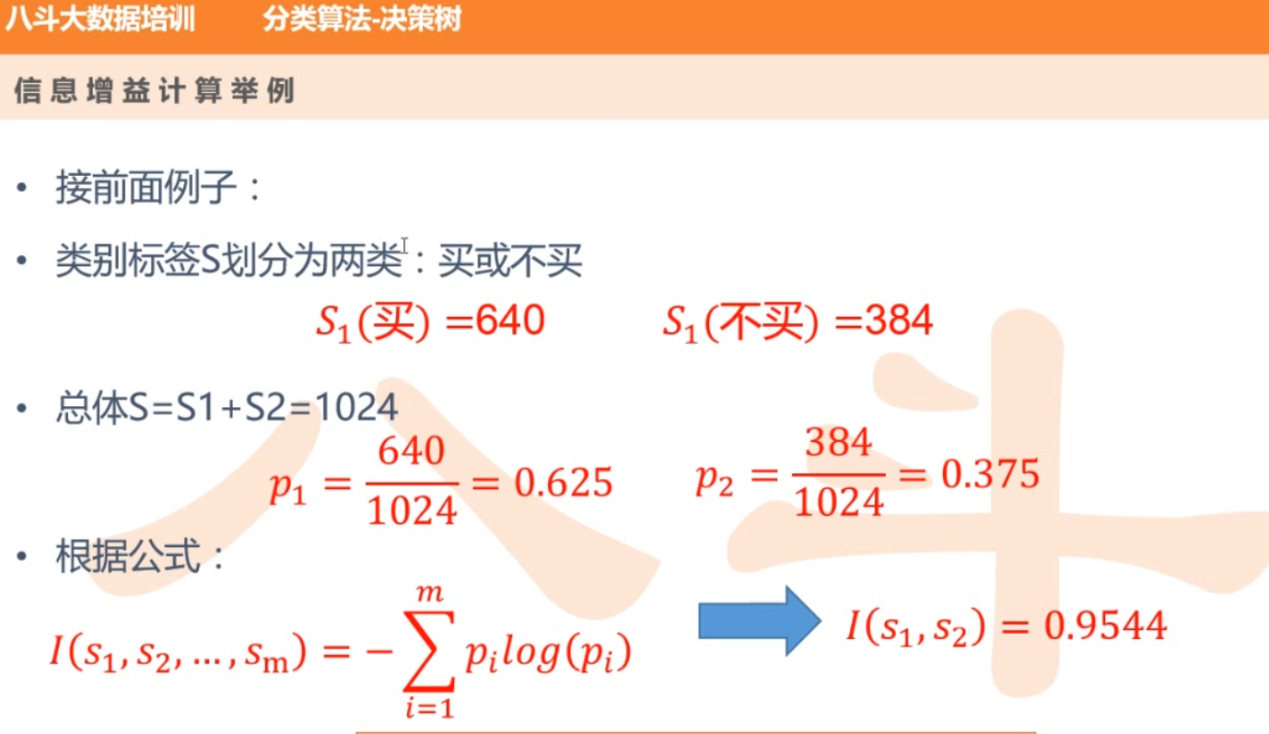 八斗大数据培训 分类算法-决策树
信息增益计算举例
• 接前面例子：
• 类别标签S划分为两类：买或不买
S₁(买) =640 S₁(不买) =384
• 总体S=S1+S2=1024
p₁ = 640/1024 = 0.625 p₂ = 384/1024 = 0.375
• 根据公式：
I(s₁, s₂, ..., sₘ) = − ∑_{i=1}^{m} pᵢlog(pᵢ) I(s₁, s₂) = 0.9544
八斗